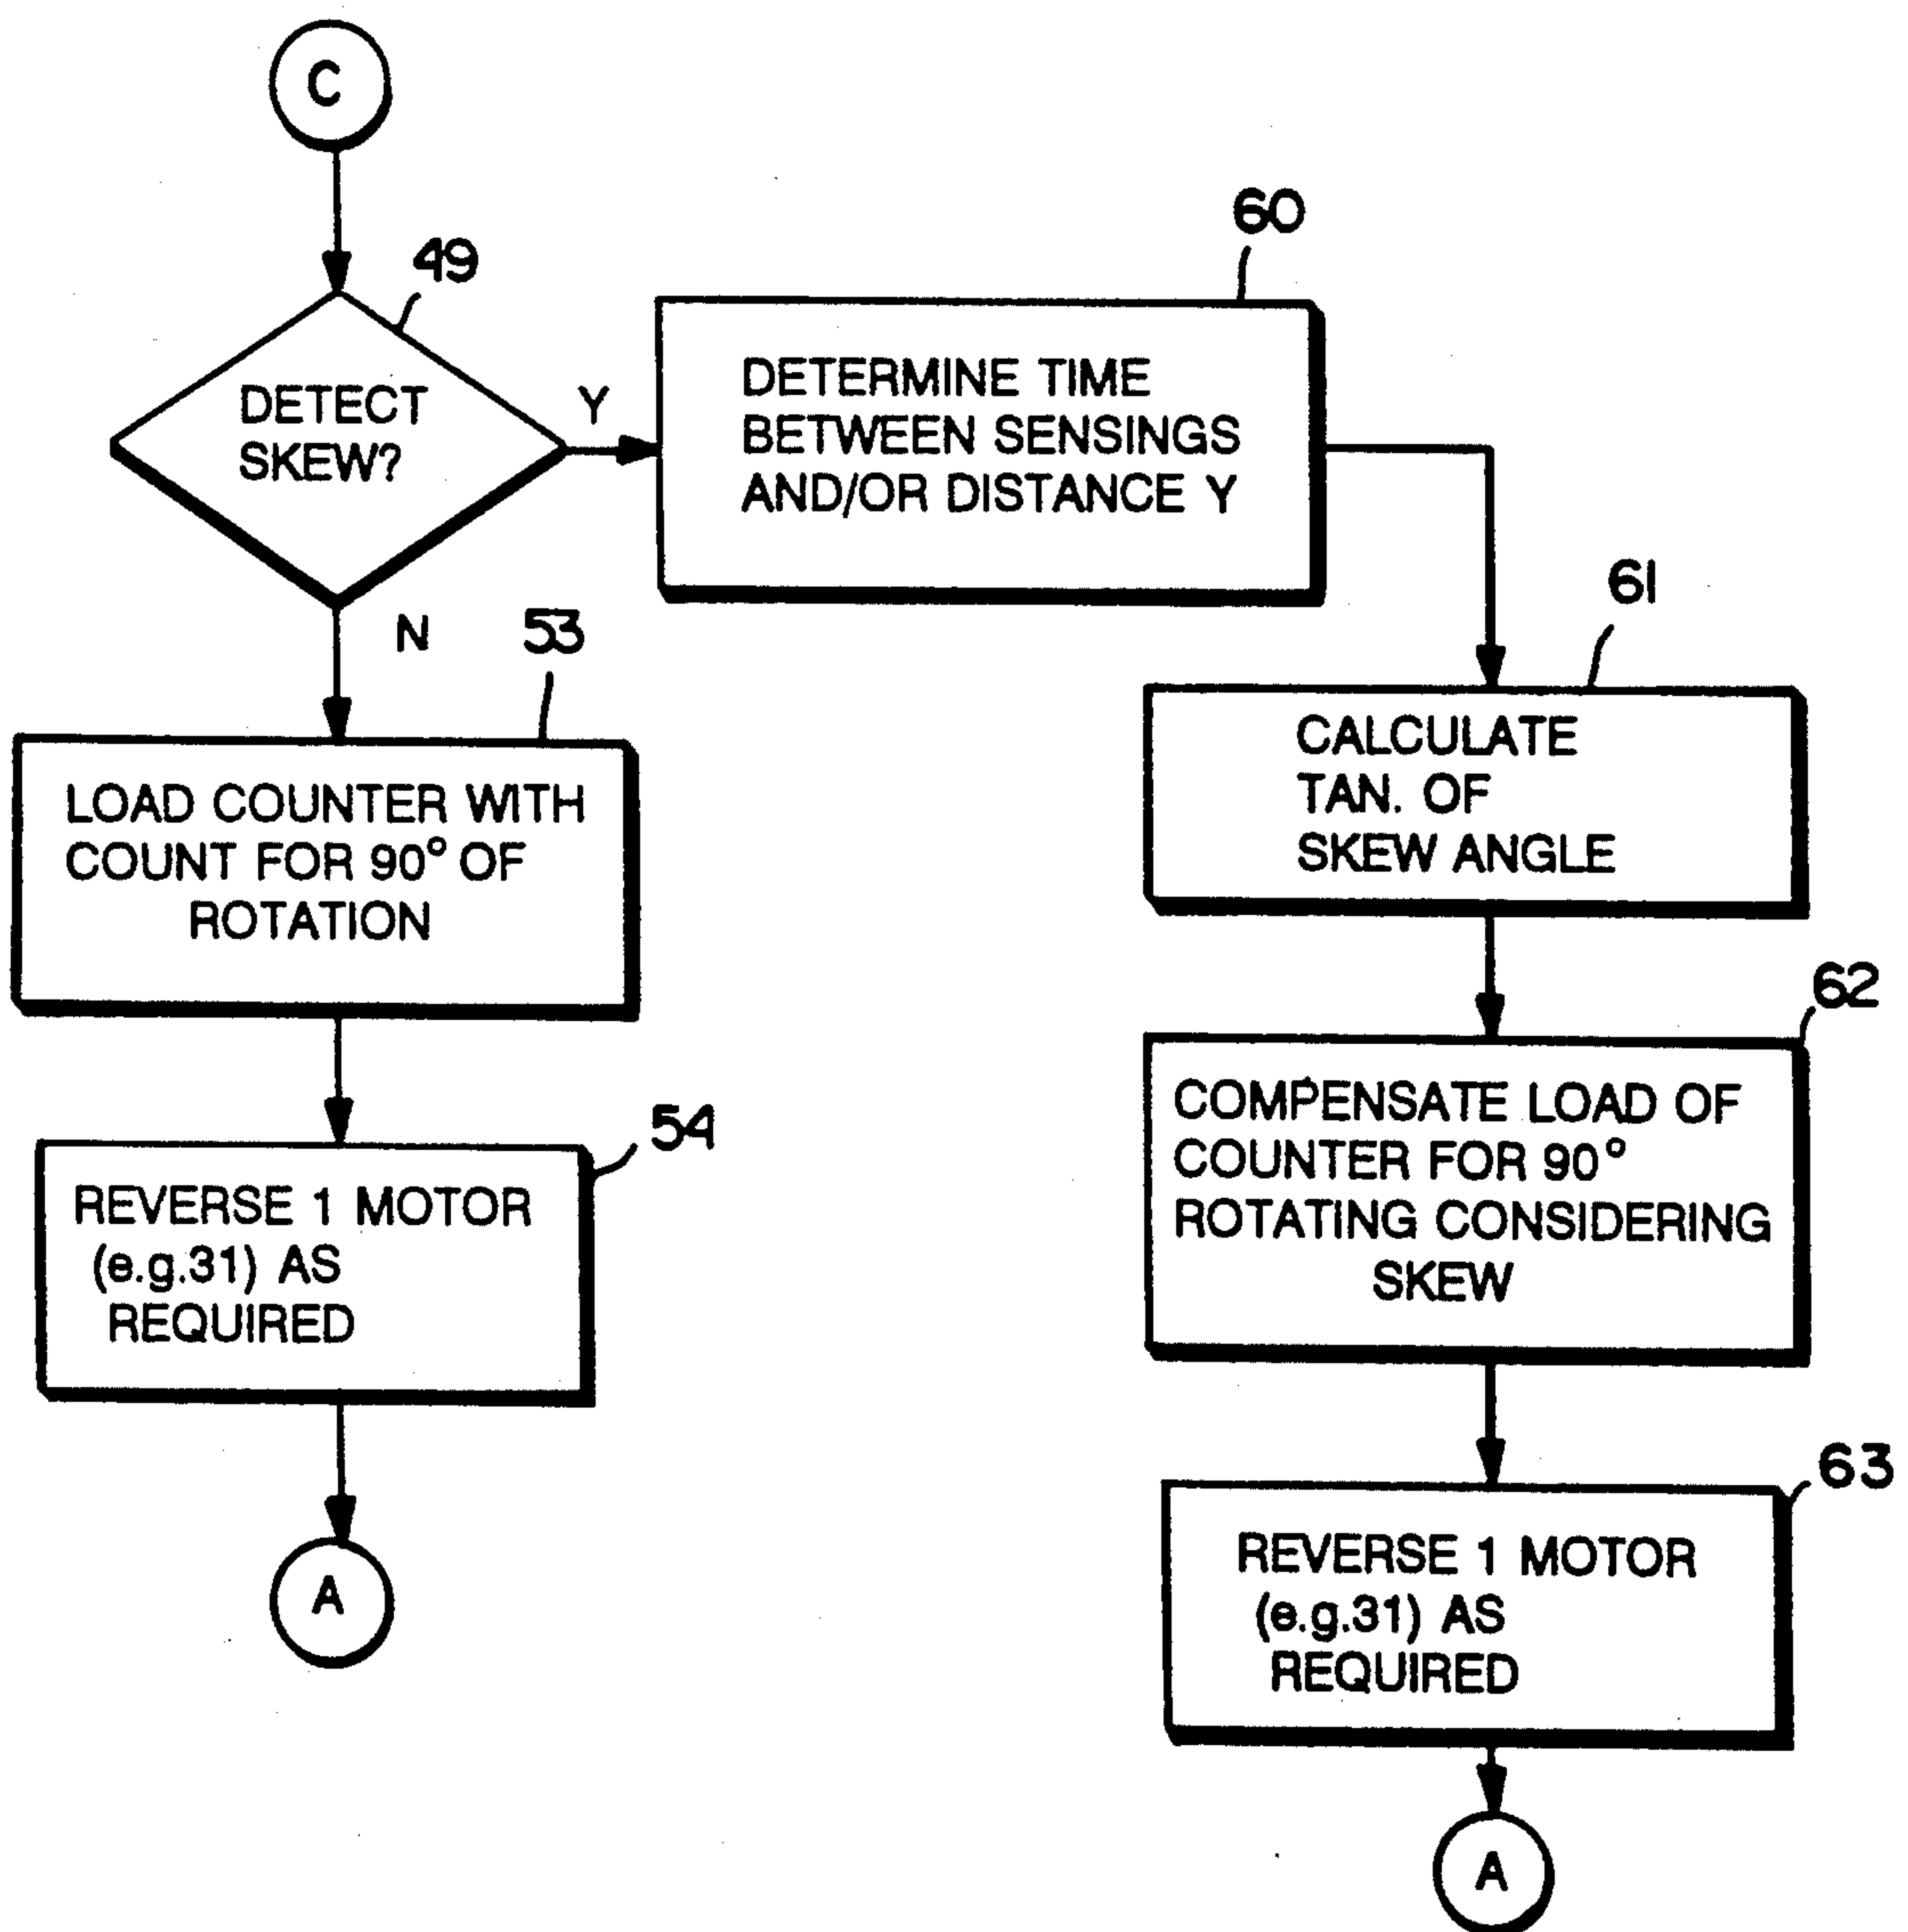 C
49
DETECT
SKEW?
Y
N
60
DETERMINE TIME
BETWEEN SENSINGS
AND/OR DISTANCE Y
53
LOAD COUNTER WITH
COUNT FOR 90° OF
ROTATION
54
REVERSE 1 MOTOR
(e.g.31) AS
REQUIRED
A
61
CALCULATE
TAN. OF
SKEW ANGLE
62
COMPENSATE LOAD OF
COUNTER FOR 90°
ROTATING CONSIDERING
SKEW
63
REVERSE 1 MOTOR
(e.g.31) AS
REQUIRED
A